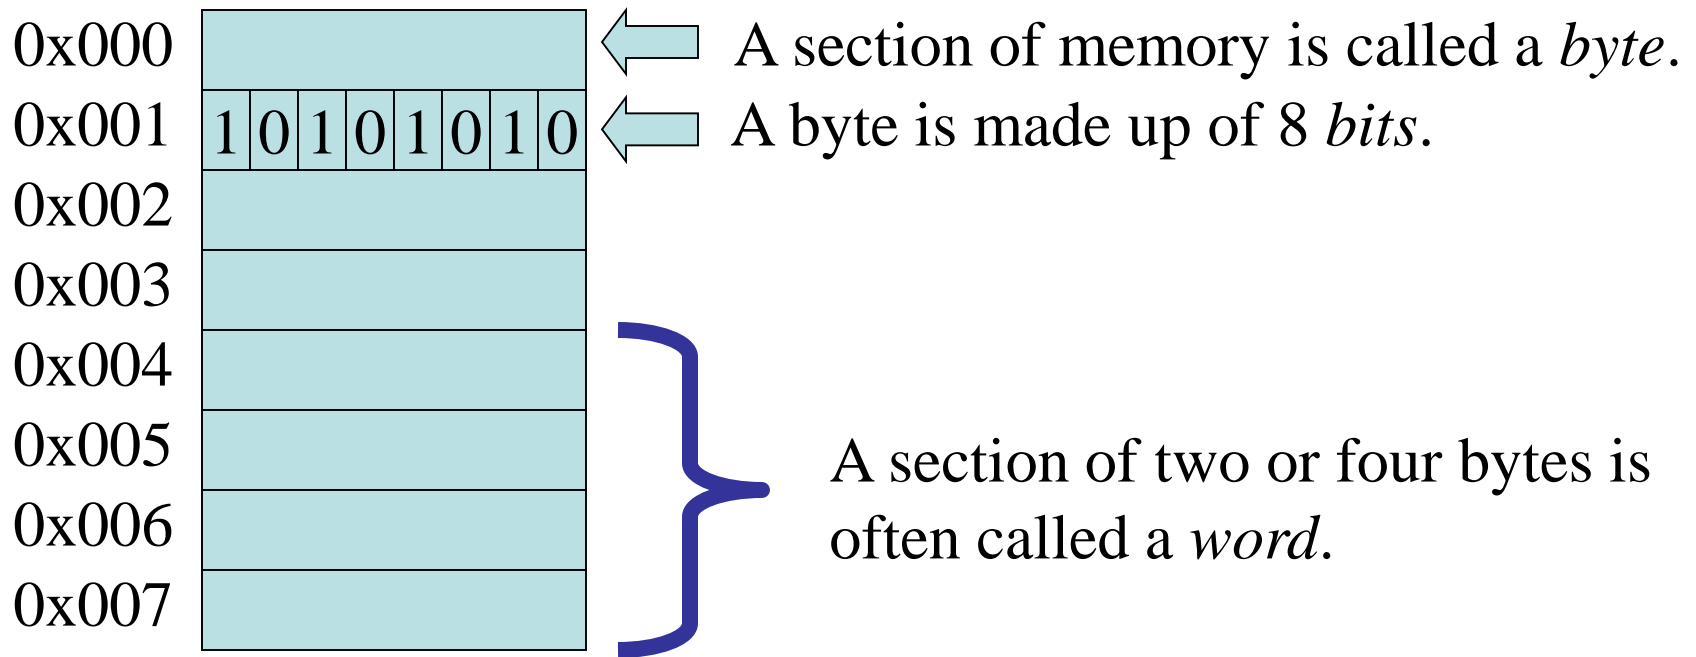 0x000 A section of memory is called a byte.
0x001 1 0 1 0 1 0 1 0 A byte is made up of 8 bits.
0x002
0x003
0x004
0x005
A section of two or four bytes is
0x006
often called a word.
0x007